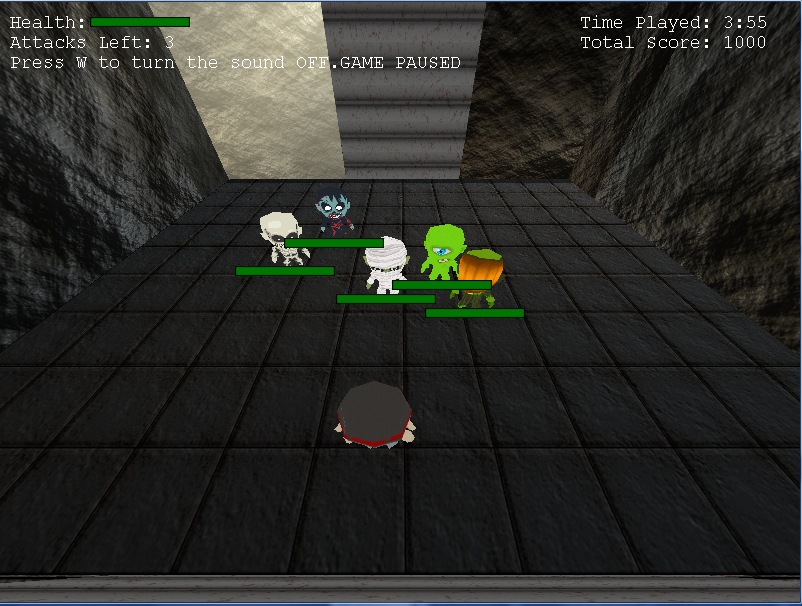 Health:
Attacks Left: 3
Press W to turn the sound OFF.GAME PAUSED
Time Played: 3:55
Total Score: 1000